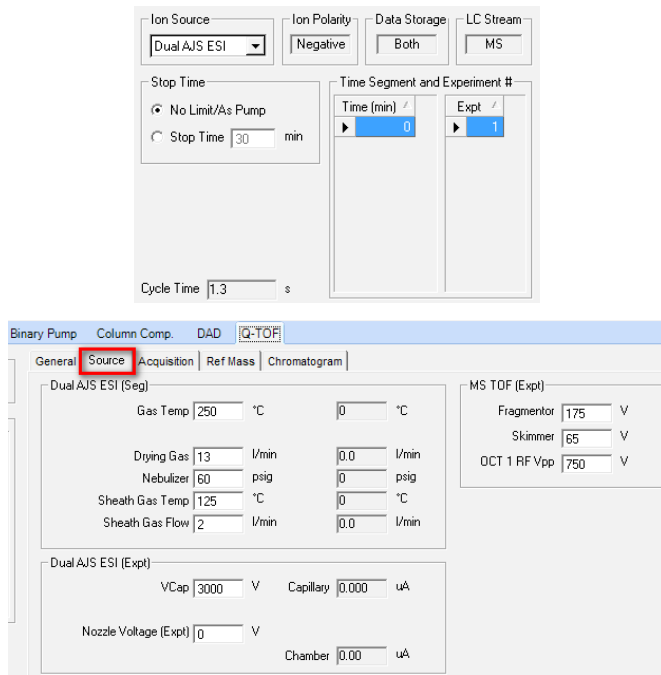 Ion Source Ion Polarity Data Storage LC Stream
Dual AJS ESI Negative Both MS
Stop Time Time Segment and Experiment #
No Limit/As Pump Time (min) Expt
Stop Time 30 min 0 1
Cycle Time 1.3 s
Binary Pump Column Comp. DAD Q-TOF
General Source Acquisition Ref Mass Chromatogram
Dual AJS ESI (Seg) MS TOF (Expt)
Gas Temp 250 °C 0 °C Fragmentor 175 V
Skimmer 65 V
Drying Gas 13 l/min 0.0 l/min OCT 1 RF Vpp 750 V
Nebulizer 60 psig 0 psig
Sheath Gas Temp 125 °C 0 °C
Sheath Gas Flow 2 l/min 0.0 l/min
Dual AJS ESI (Expt)
VCap 3000 V Capillary 0.000 uA
Nozzle Voltage (Expt) 0 V
Chamber 0.00 uA